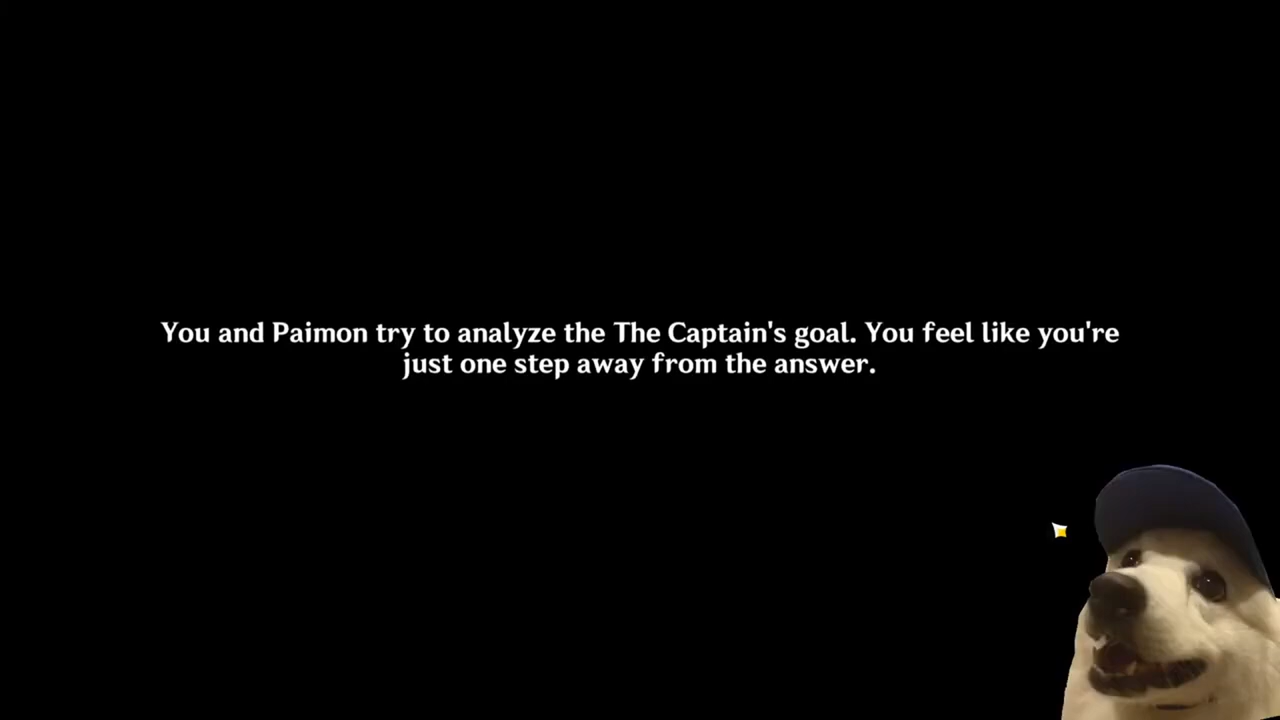 You and Paimon try to analyze the The Captain's goal. You feel like you're
just one step away from the answer.